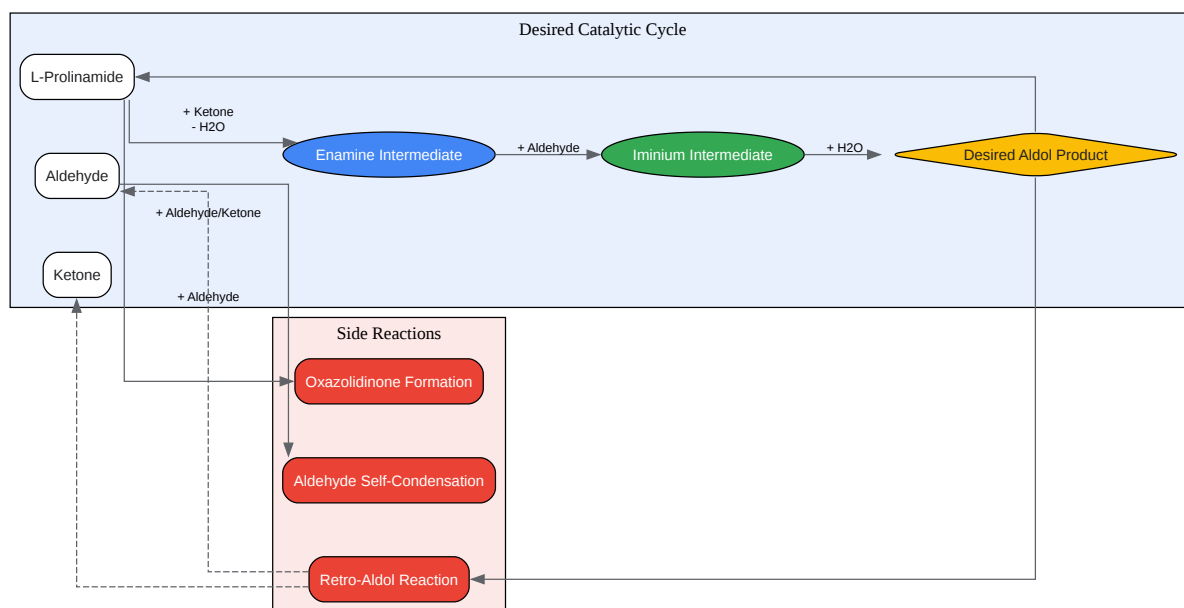 Desired Catalytic Cycle
L-Prolinamide
+ Ketone
- H2O
Enamine Intermediate
+ Aldehyde
Iminium Intermediate
+ H2O
Desired Aldol Product
Aldehyde
+ Aldehyde/Ketone
Ketone
+ Aldehyde
Side Reactions
Oxazolidinone Formation
Aldehyde Self-Condensation
Retro-Aldol Reaction